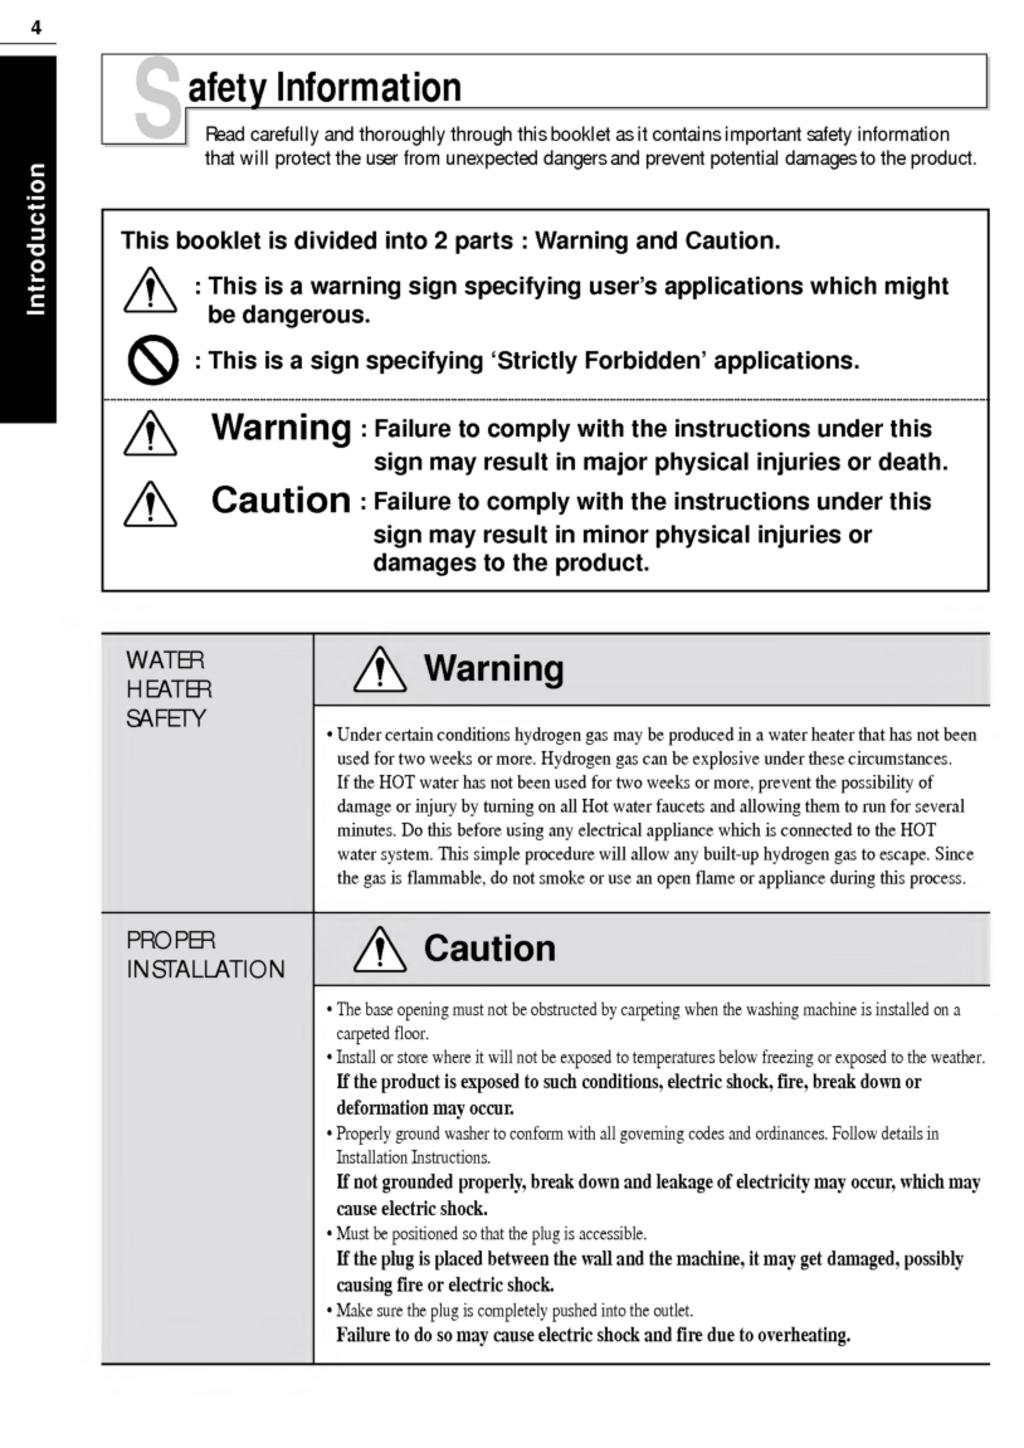 4
Introduction
Safety Information
Read carefully and thoroughly through this booklet as it contains important safety information
that will protect the user from unexpected dangers and prevent potential damages to the product.
This booklet is divided into 2 parts : Warning and Caution.
: This is a warning sign specifying user's applications which might
be dangerous.
: This is a sign specifying ‘Strictly Forbidden’ applications.
Warning : Failure to comply with the instructions under this
sign may result in major physical injuries or death.
Caution : Failure to comply with the instructions under this
sign may result in minor physical injuries or
damages to the product.
WATER
HEATER
SAFETY
Warning
• Under certain conditions hydrogen gas may be produced in a water heater that has not been
used for two weeks or more. Hydrogen gas can be explosive under these circumstances.
If the HOT water has not been used for two weeks or more, prevent the possibility of
damage or injury by turning on all Hot water faucets and allowing them to run for several
minutes. Do this before using any electrical appliance which is connected to the HOT
water system. This simple procedure will allow any built-up hydrogen gas to escape. Since
the gas is flammable, do not smoke or use an open flame or appliance during this process.
PROPER
INSTALLATION
Caution
• The base opening must not be obstructed by carpeting when the washing machine is installed on a
carpeted floor.
• Install or store where it will not be exposed to temperatures below freezing or exposed to the weather.
If the product is exposed to such conditions, electric shock, fire, break down or
deformation may occur.
• Properly ground washer to conform with all governing codes and ordinances. Follow details in
Installation Instructions.
If not grounded properly, break down and leakage of electricity may occur, which may
cause electric shock.
• Must be positioned so that the plug is accessible.
If the plug is placed between the wall and the machine, it may get damaged, possibly
causing fire or electric shock.
• Make sure the plug is completely pushed into the outlet.
Failure to do so may cause electric shock and fire due to overheating.